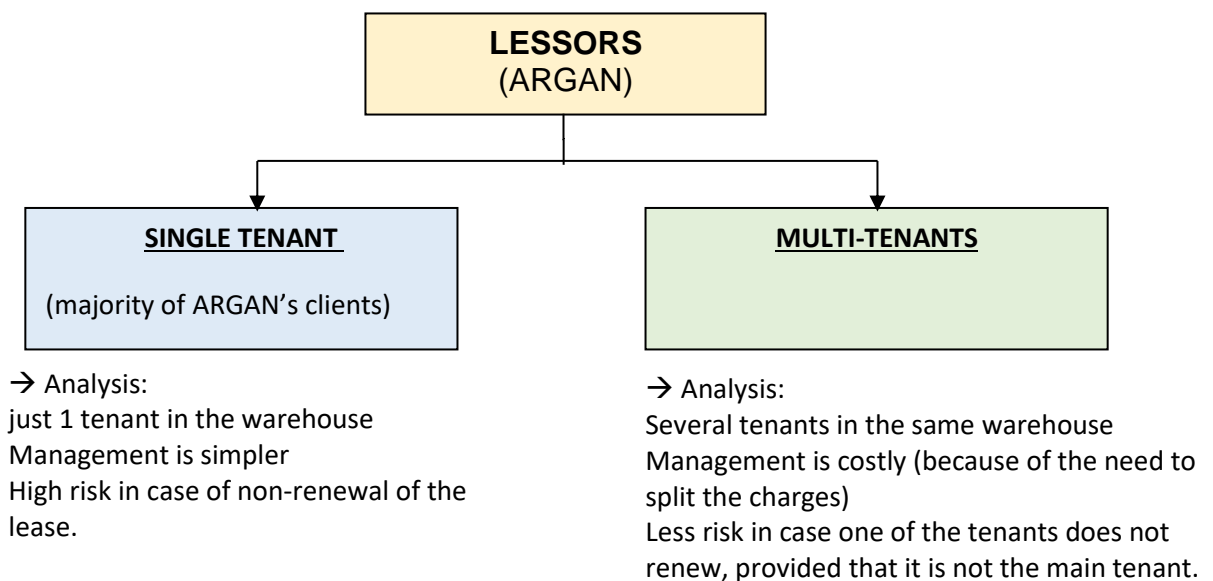 LESSORS
(ARGAN)
SINGLE TENANT
(majority of ARGAN’s clients)
→ Analysis:
just 1 tenant in the warehouse
Management is simpler
High risk in case of non-renewal of the
lease.
MULTI-TENANTS
→ Analysis:
Several tenants in the same warehouse
Management is costly (because of the need to
split the charges)
Less risk in case one of the tenants does not
renew, provided that it is not the main tenant.